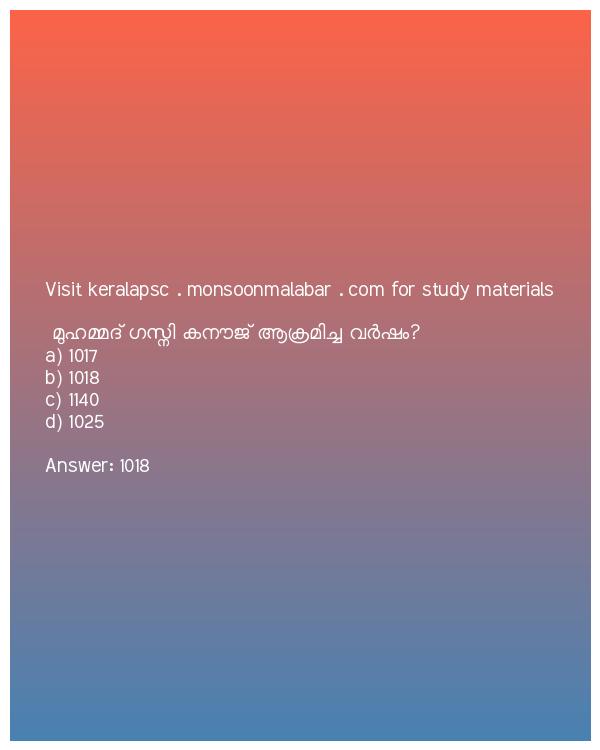 Visit keralapsc . monsoonmalabar . com for study materials
മുഹമ്മദ് ഗസ്നി കനൗജ് ആക്രമിച്ച വർഷം?
a) 1017
b) 1018
c) 1140
d) 1025
Answer: 1018